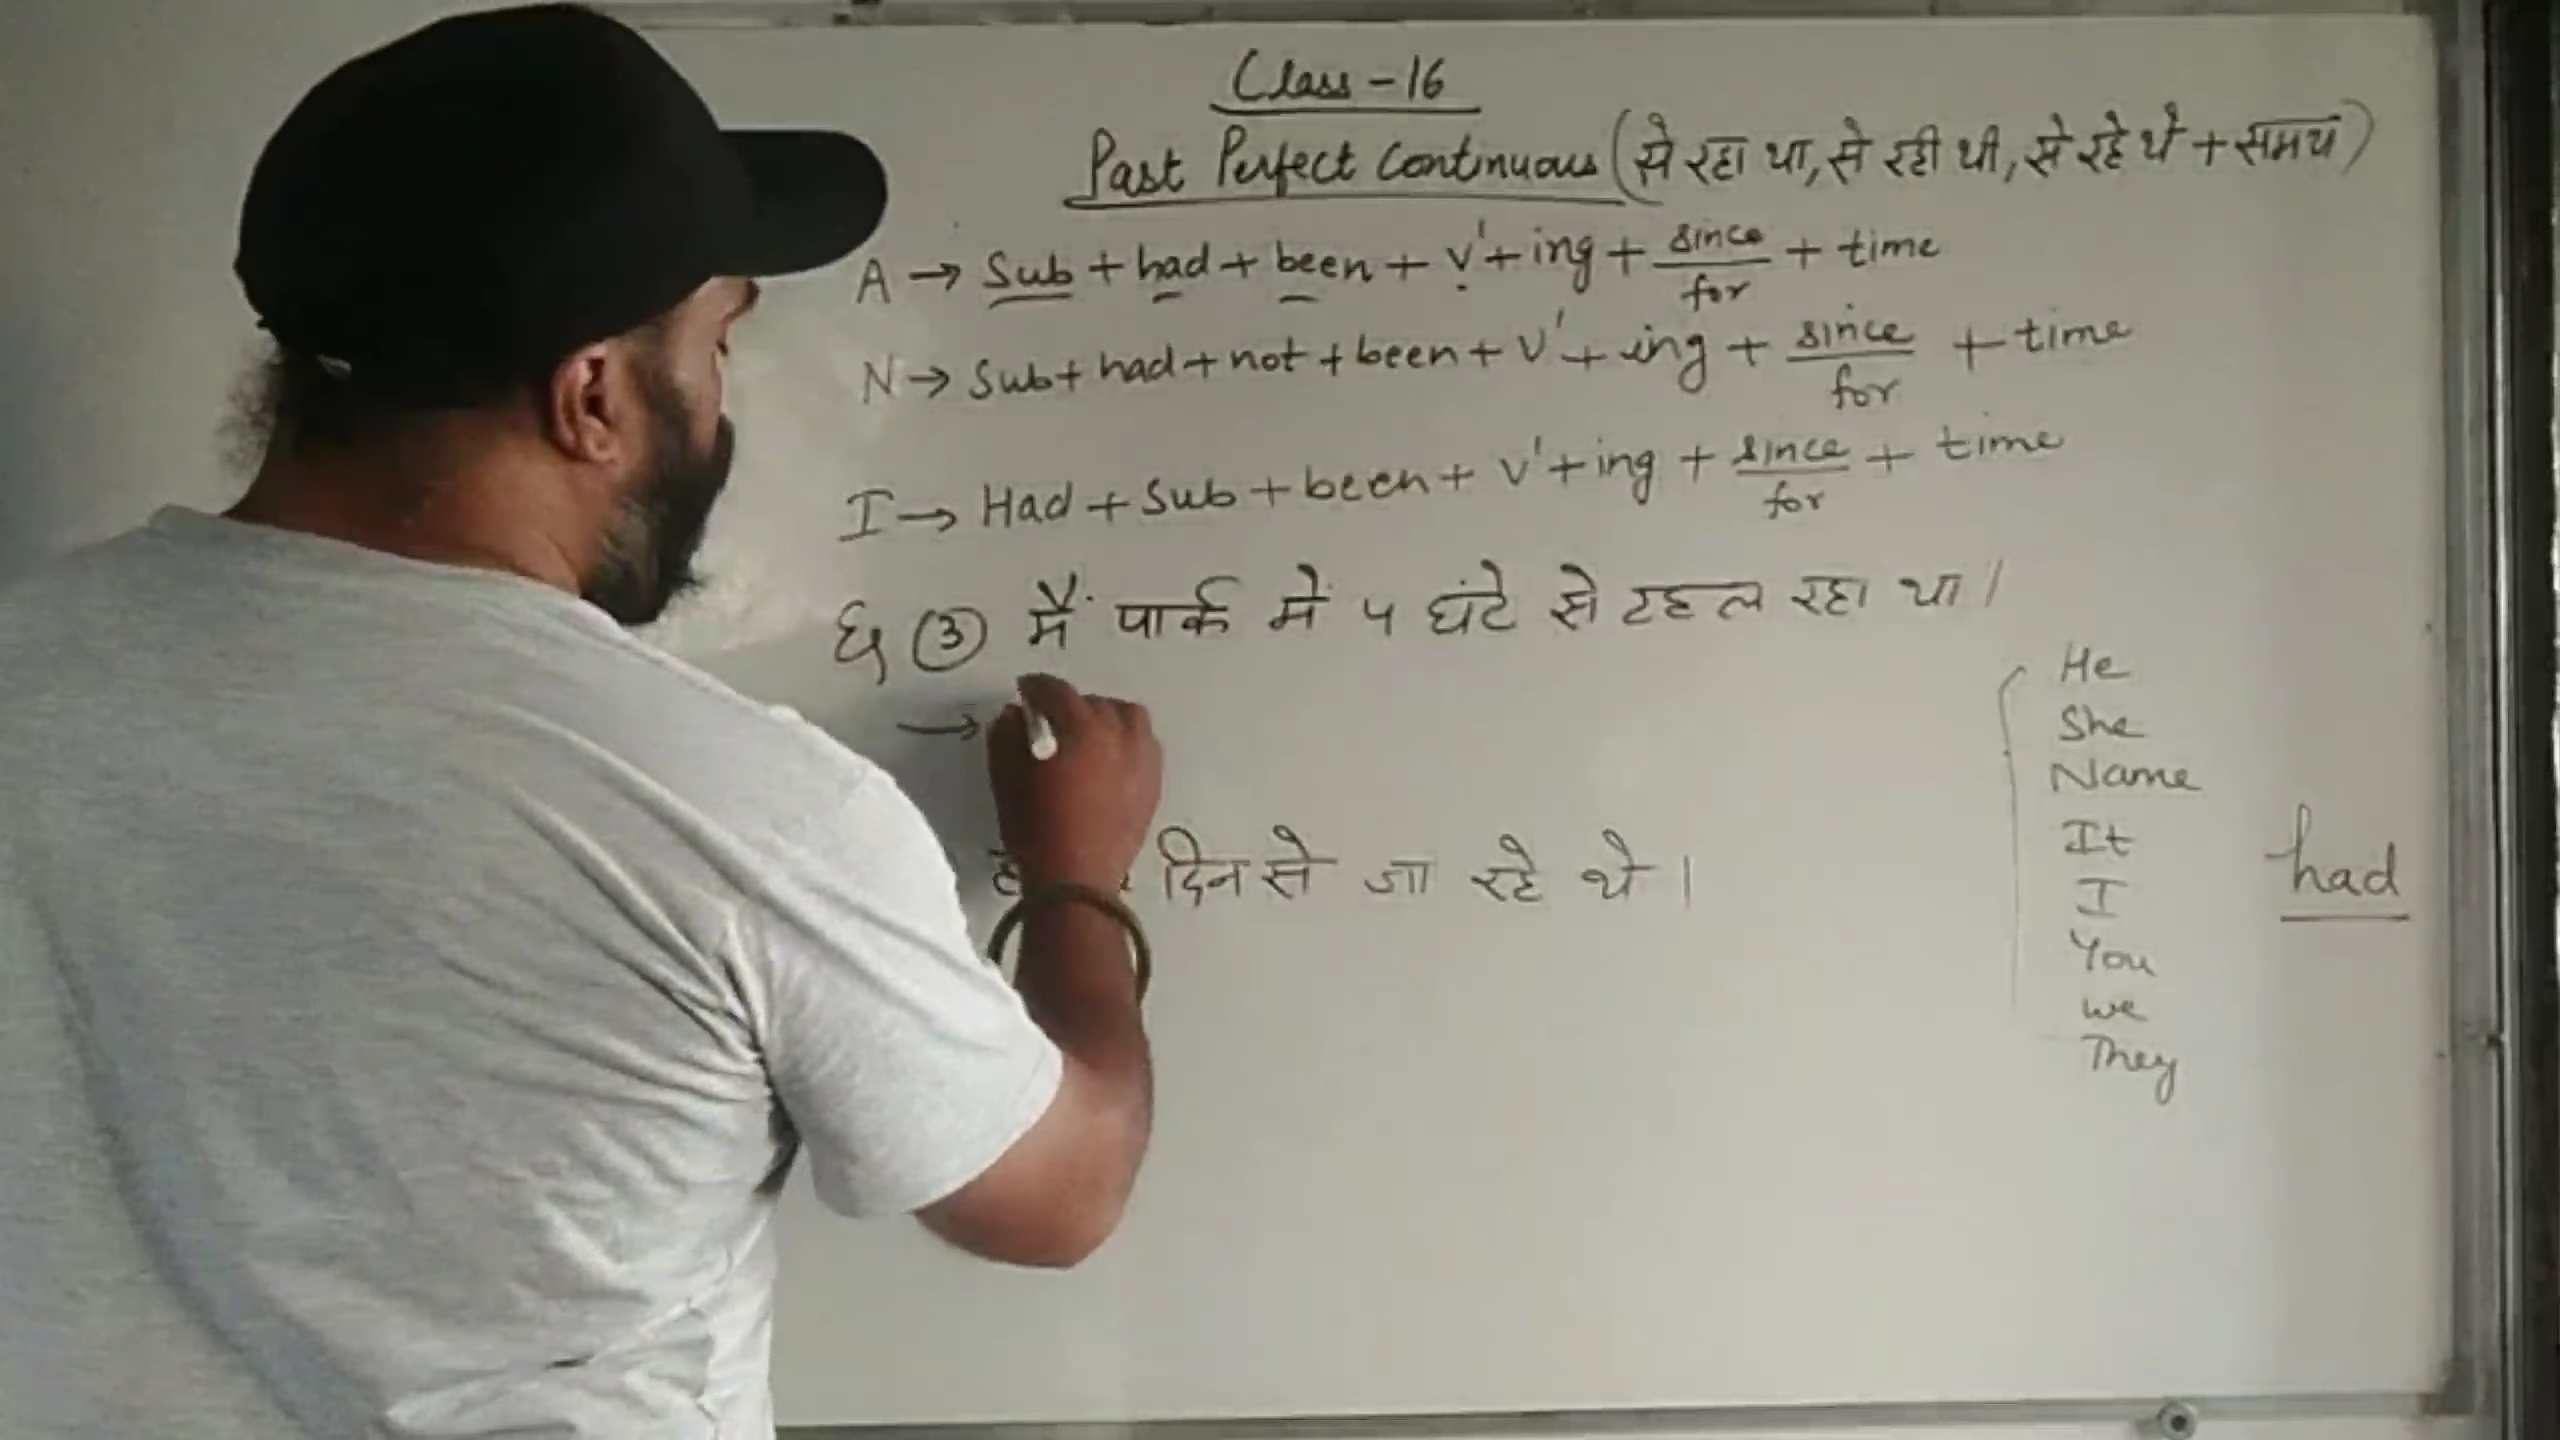 Class - 16
Past Perfect Continuous (से रहा था, से रही थी, से रहे थे + समय)
A → Sub + had + been + V¹ + ing + since/for + time
N → Sub + had + not + been + V¹ + ing + since/for + time
I → Had + Sub + been + V¹ + ing + since/for + time
Eg ③ मैं पार्क में 5 घंटे से टहल रहा था।
→
दिन से जा रहे थे।
He
She
Name
It
I
You
we
They
had